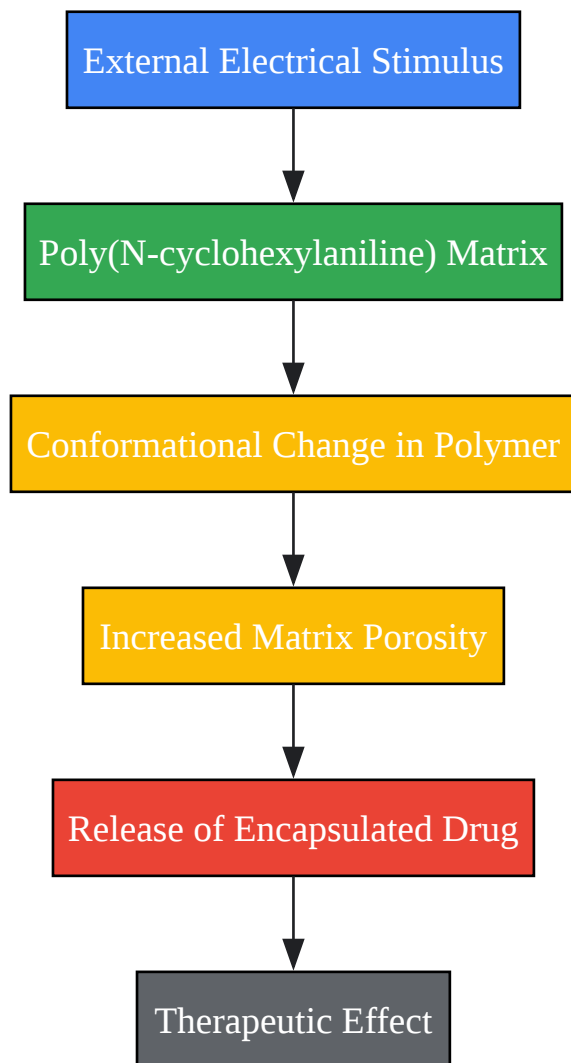 External Electrical Stimulus
Poly(N-cyclohexylaniline) Matrix
Conformational Change in Polymer
Increased Matrix Porosity
Release of Encapsulated Drug
Therapeutic Effect